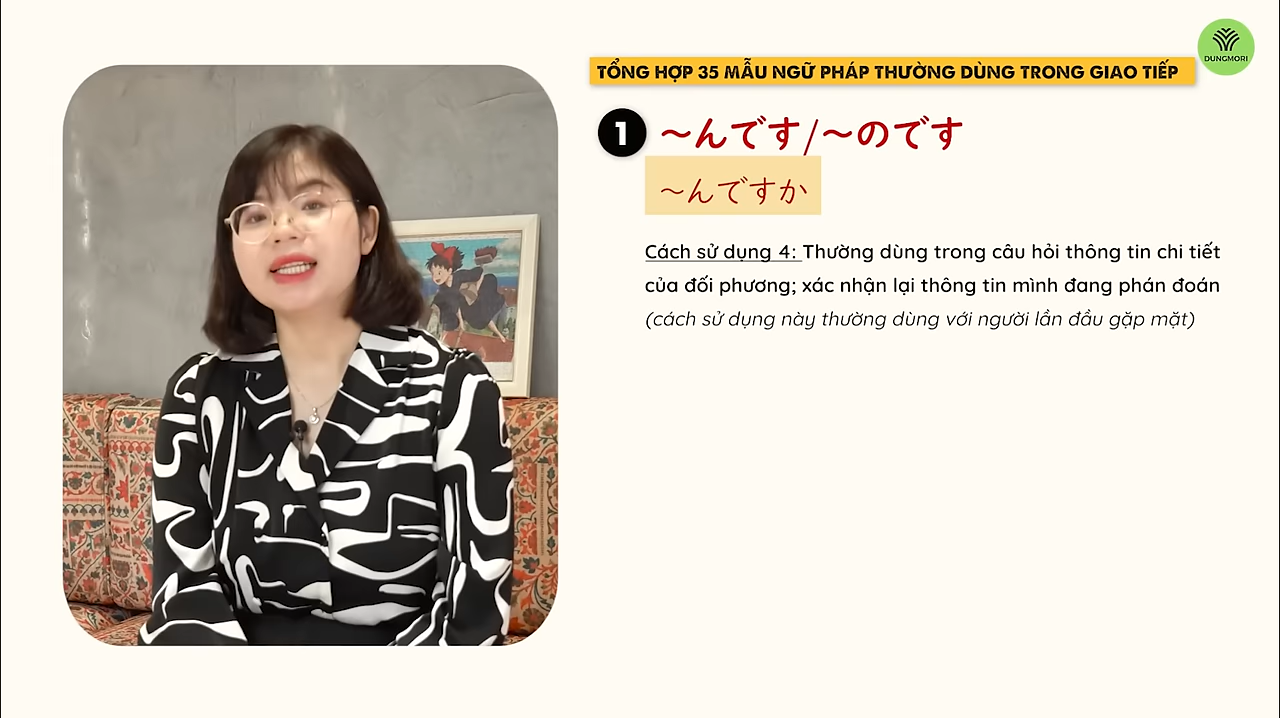 DUNGMORI
TỔNG HỢP 35 MẪU NGỮ PHÁP THƯỜNG DÙNG TRONG GIAO TIẾP
1 ～んです/～のです
～んですか
Cách sử dụng 4: Thường dùng trong câu hỏi thông tin chi tiết
của đối phương; xác nhận lại thông tin mình đang phán đoán
(cách sử dụng này thường dùng với người lần đầu gặp mặt)